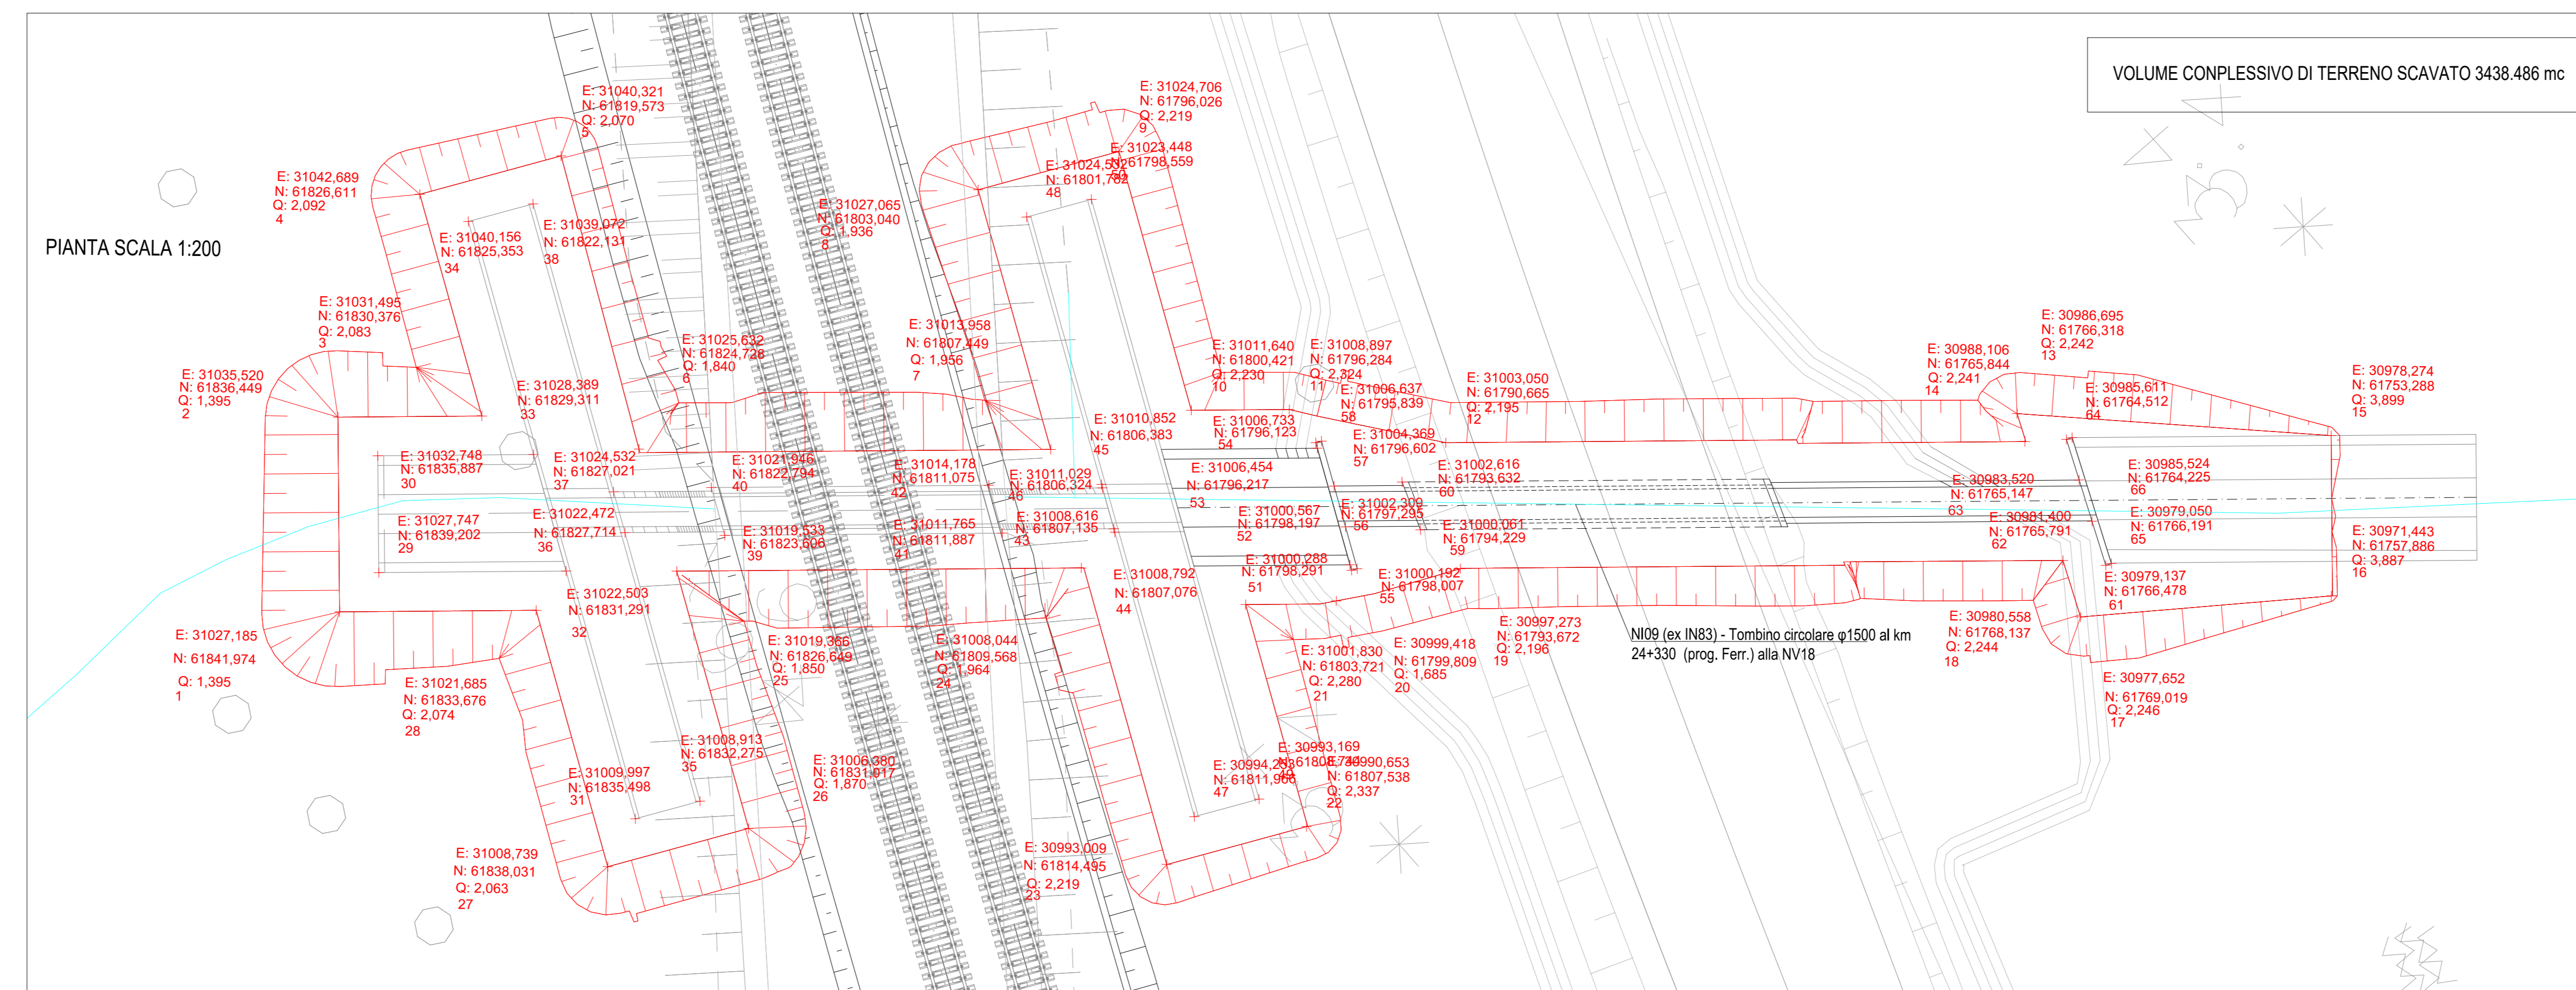 VOLUME CONPLESSIVO DI TERRENO SCAVATO 3438.486 mc
PIANTA SCALA 1:200
E: 31040,321
N: 61819,573
Q: 2,070
5
E: 31024,706
N: 61796,026
Q: 2,219
9
E: 31023,448
N: 61798,559
50
E: 31024,532
N: 61801,782
48
E: 31042,689
N: 61826,611
Q: 2,092
4
E: 31027,065
N: 61803,040
Q: 1,936
8
E: 31040,156
N: 61825,353
34
E: 31039,072
N: 61822,131
38
E: 31031,495
N: 61830,376
Q: 2,083
3
E: 31035,520
N: 61836,449
Q: 1,395
2
E: 31025,632
N: 61824,728
Q: 1,840
6
E: 31013,958
N: 61807,449
Q: 1,956
7
E: 31011,640
N: 61800,421
Q: 2,230
10
E: 31008,897
N: 61796,284
Q: 2,324
11
E: 31006,637
N: 61795,839
58
E: 31003,050
N: 61790,665
Q: 2,195
12
E: 30988,106
N: 61765,844
Q: 2,241
14
E: 30986,695
N: 61766,318
Q: 2,242
13
E: 30985,611
N: 61764,512
64
E: 30978,274
N: 61753,288
Q: 3,899
15
E: 31028,389
N: 61829,311
33
E: 31010,852
N: 61806,383
45
E: 31006,733
N: 61796,123
54
E: 31004,369
N: 61796,602
57
E: 31032,748
N: 61835,887
30
E: 31024,532
N: 61827,021
37
E: 31021,946
N: 61822,794
40
E: 31014,178
N: 61811,075
42
E: 31011,029
N: 61806,324
46
E: 31006,454
N: 61796,217
53
E: 31002,616
N: 61793,632
60
E: 30983,520
N: 61765,147
63
E: 30985,524
N: 61764,225
66
E: 31027,747
N: 61839,202
29
E: 31022,472
N: 61827,714
36
E: 31019,533
N: 61823,606
39
E: 31011,765
N: 61811,887
41
E: 31008,616
N: 61807,135
43
E: 31000,567
N: 61798,197
52
E: 31002,309
N: 61797,295
56
E: 31000,061
N: 61794,229
59
E: 30981,400
N: 61765,791
62
E: 30979,050
N: 61766,191
65
E: 30971,443
N: 61757,886
Q: 3,887
16
E: 31022,503
N: 61831,291
32
E: 31008,792
N: 61807,076
44
E: 31000,288
N: 61798,291
51
E: 31000,192
N: 61798,007
55
E: 30979,137
N: 61766,478
61
E: 31027,185
N: 61841,974
Q: 1,395
1
E: 31021,685
N: 61833,676
Q: 2,074
28
E: 31019,366
N: 61826,649
Q: 1,850
25
E: 31008,044
N: 61809,568
Q: 1,964
24
E: 31001,830
N: 61803,721
Q: 2,280
21
E: 30999,418
N: 61799,809
Q: 1,685
20
E: 30997,273
N: 61793,672
Q: 2,196
19
NI09 (ex IN83) - Tombino circolare φ1500 al km
24+330 (prog. Ferr.) alla NV18
E: 30980,558
N: 61768,137
Q: 2,244
18
E: 30977,652
N: 61769,019
Q: 2,246
17
E: 31008,913
N: 61832,275
35
E: 31009,997
N: 61835,498
31
E: 31006,380
N: 61831,017
Q: 1,870
26
E: 30994,253
N: 61811,966
47
E: 30993,169
49
E: 30990,653
N: 61807,538
Q: 2,337
22
E: 31008,739
N: 61838,031
Q: 2,063
27
E: 30993,009
N: 61814,495
Q: 2,219
23